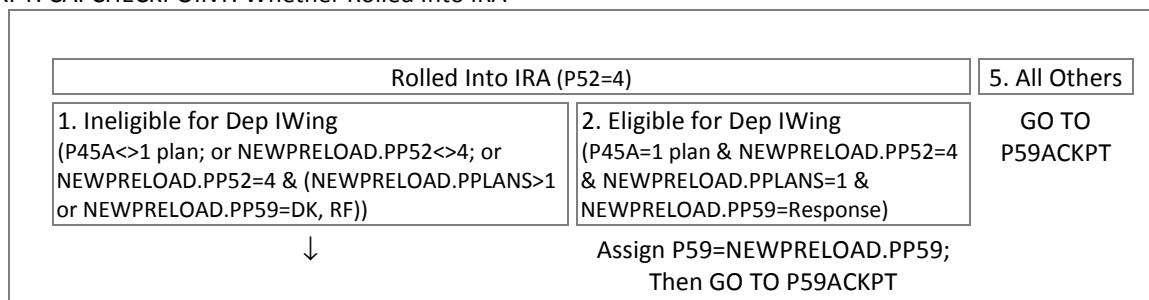 Rolled Into IRA (P52=4)
5. All Others
1. Ineligible for Dep IWing
(P45A<>1 plan; or NEWPRELOAD.PP52<>4; or
NEWPRELOAD.PP52=4 & (NEWPRELOAD.PPLANS>1
or NEWPRELOAD.PP59=DK, RF))
↓
2. Eligible for Dep IWing
(P45A=1 plan & NEWPRELOAD.PP52=4
& NEWPRELOAD.PPLANS=1 &
NEWPRELOAD.PP59=Response)
Assign P59=NEWPRELOAD.PP59;
Then GO TO P59ACKPT
GO TO
P59ACKPT